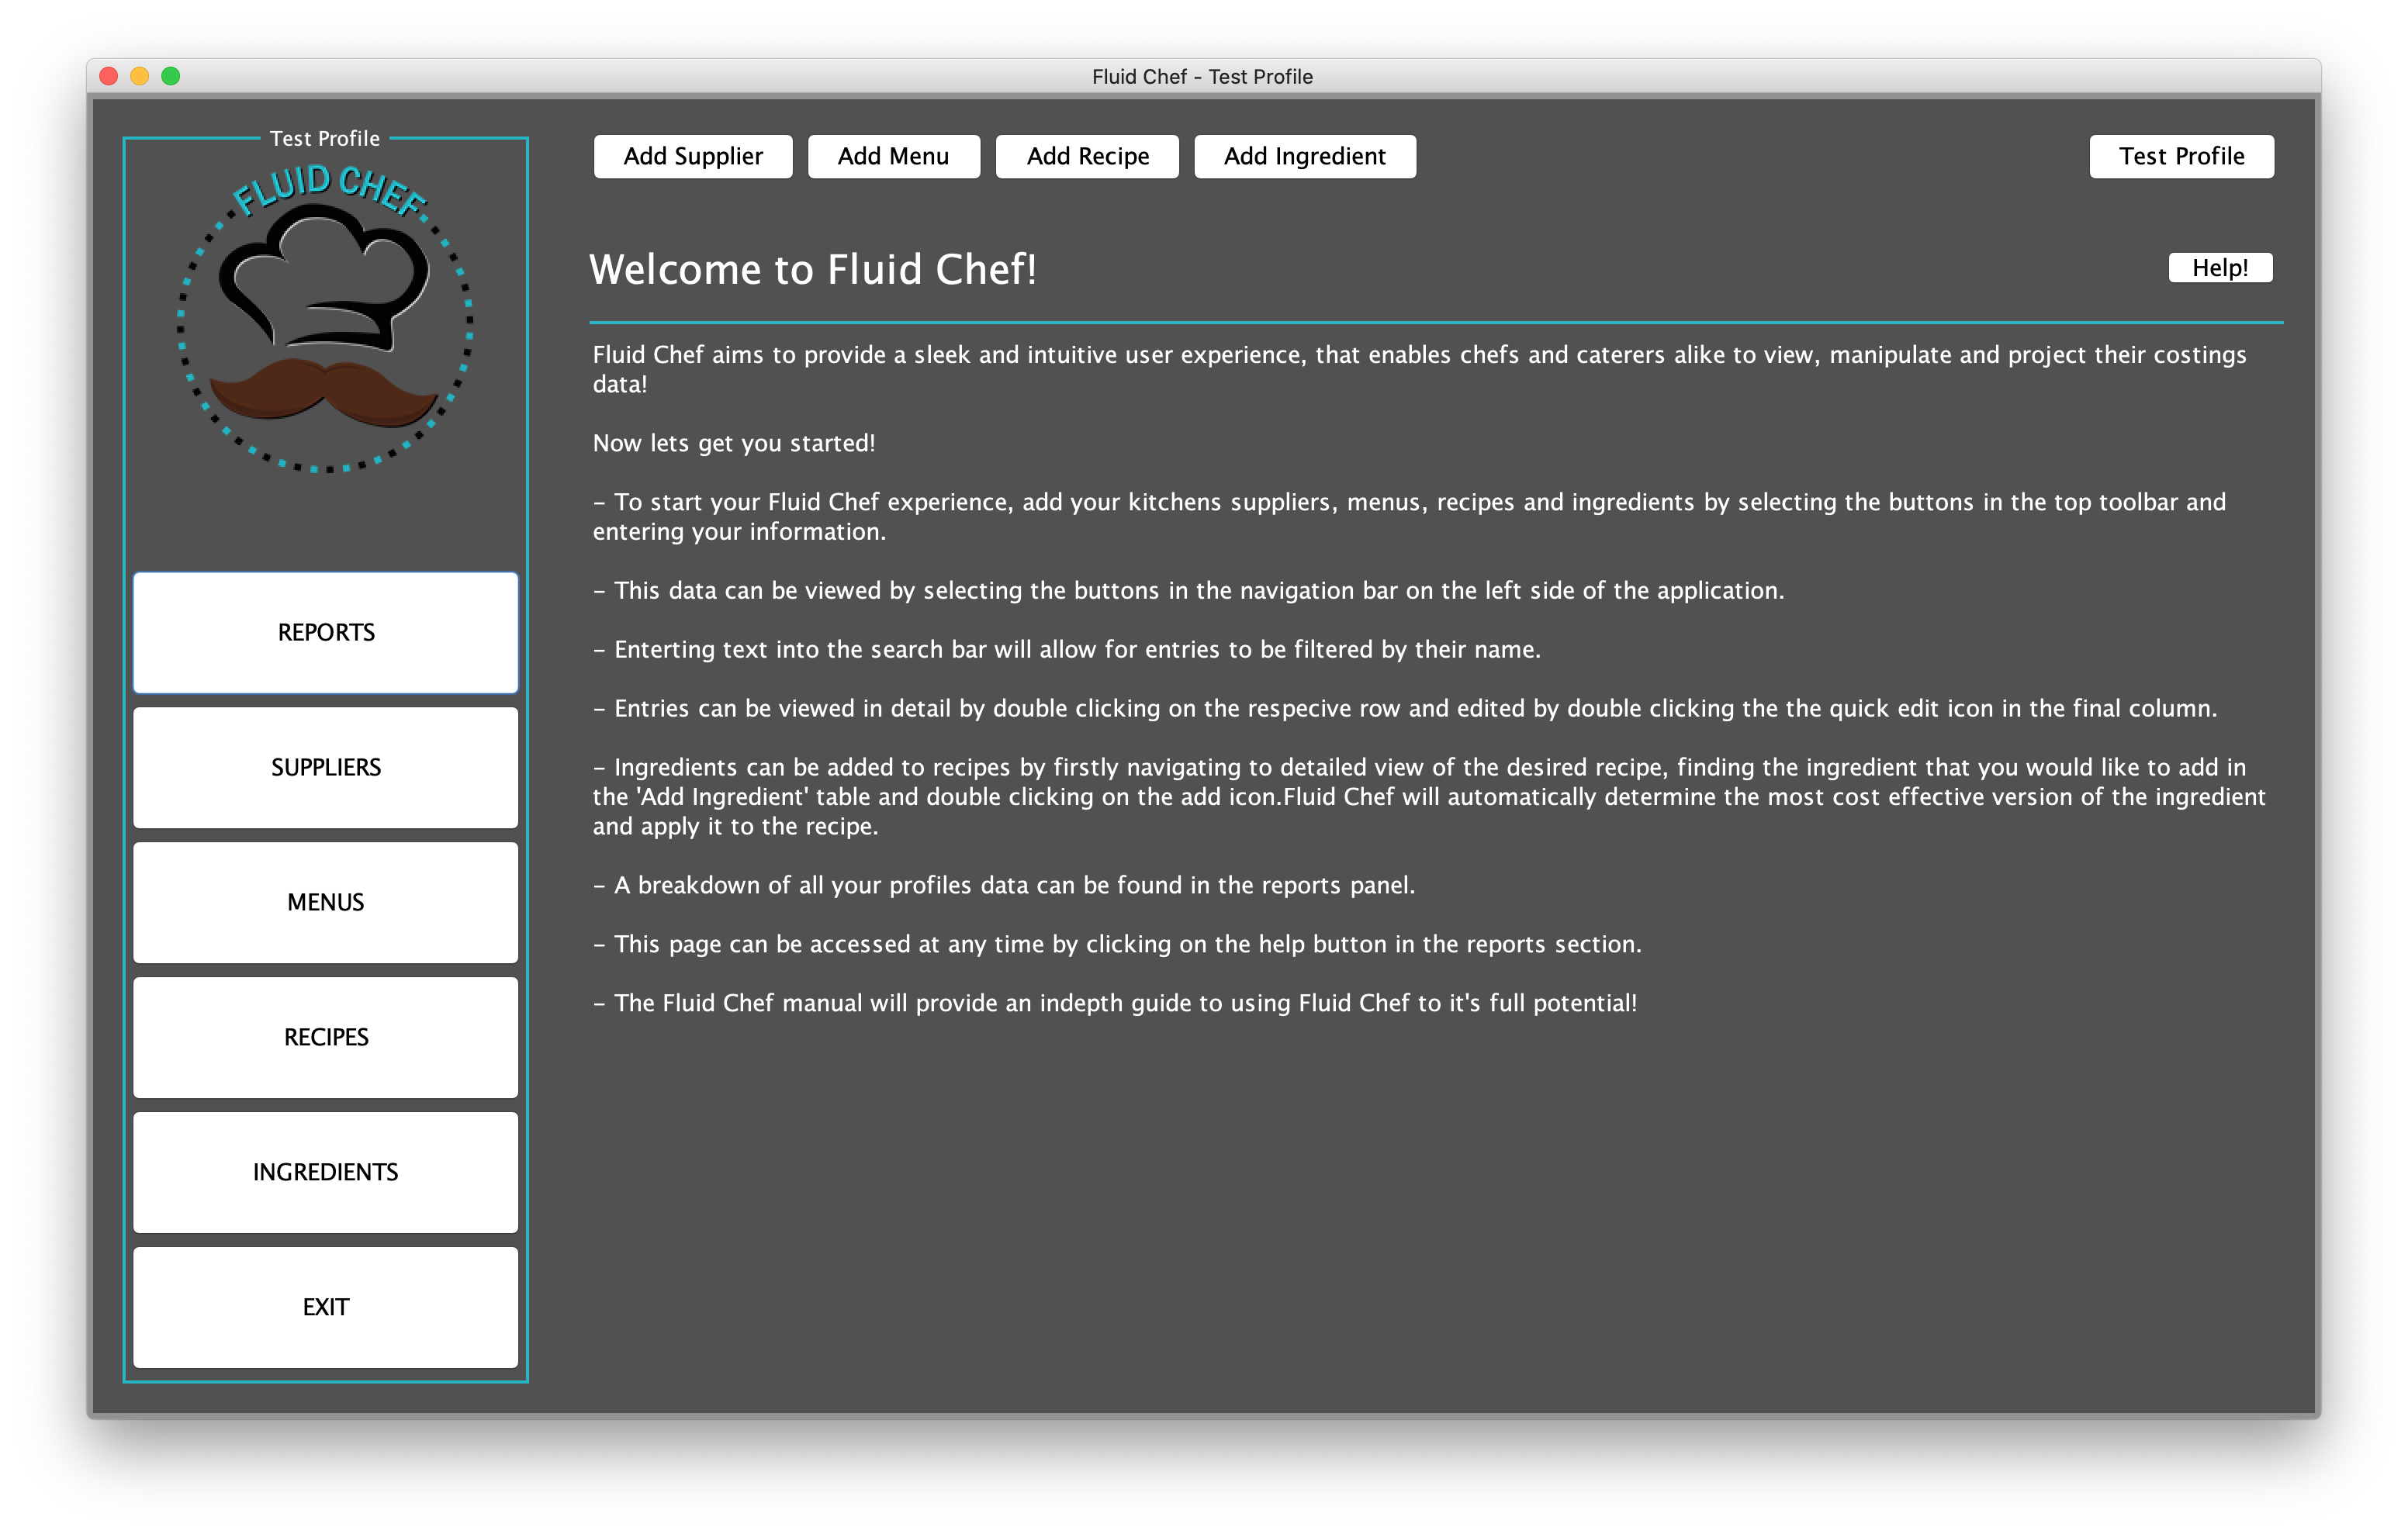 Fluid Chef - Test Profile
Test Profile
FLUID CHEF
REPORTS
SUPPLIERS
MENUS
RECIPES
INGREDIENTS
EXIT
Add Supplier Add Menu Add Recipe Add Ingredient Test Profile
Welcome to Fluid Chef! Help!
Fluid Chef aims to provide a sleek and intuitive user experience, that enables chefs and caterers alike to view, manipulate and project their costings
data!
Now lets get you started!
- To start your Fluid Chef experience, add your kitchens suppliers, menus, recipes and ingredients by selecting the buttons in the top toolbar and
entering your information.
- This data can be viewed by selecting the buttons in the navigation bar on the left side of the application.
- Enterting text into the search bar will allow for entries to be filtered by their name.
- Entries can be viewed in detail by double clicking on the respecive row and edited by double clicking the the quick edit icon in the final column.
- Ingredients can be added to recipes by firstly navigating to detailed view of the desired recipe, finding the ingredient that you would like to add in
the 'Add Ingredient' table and double clicking on the add icon.Fluid Chef will automatically determine the most cost effective version of the ingredient
and apply it to the recipe.
- A breakdown of all your profiles data can be found in the reports panel.
- This page can be accessed at any time by clicking on the help button in the reports section.
- The Fluid Chef manual will provide an indepth guide to using Fluid Chef to it's full potential!